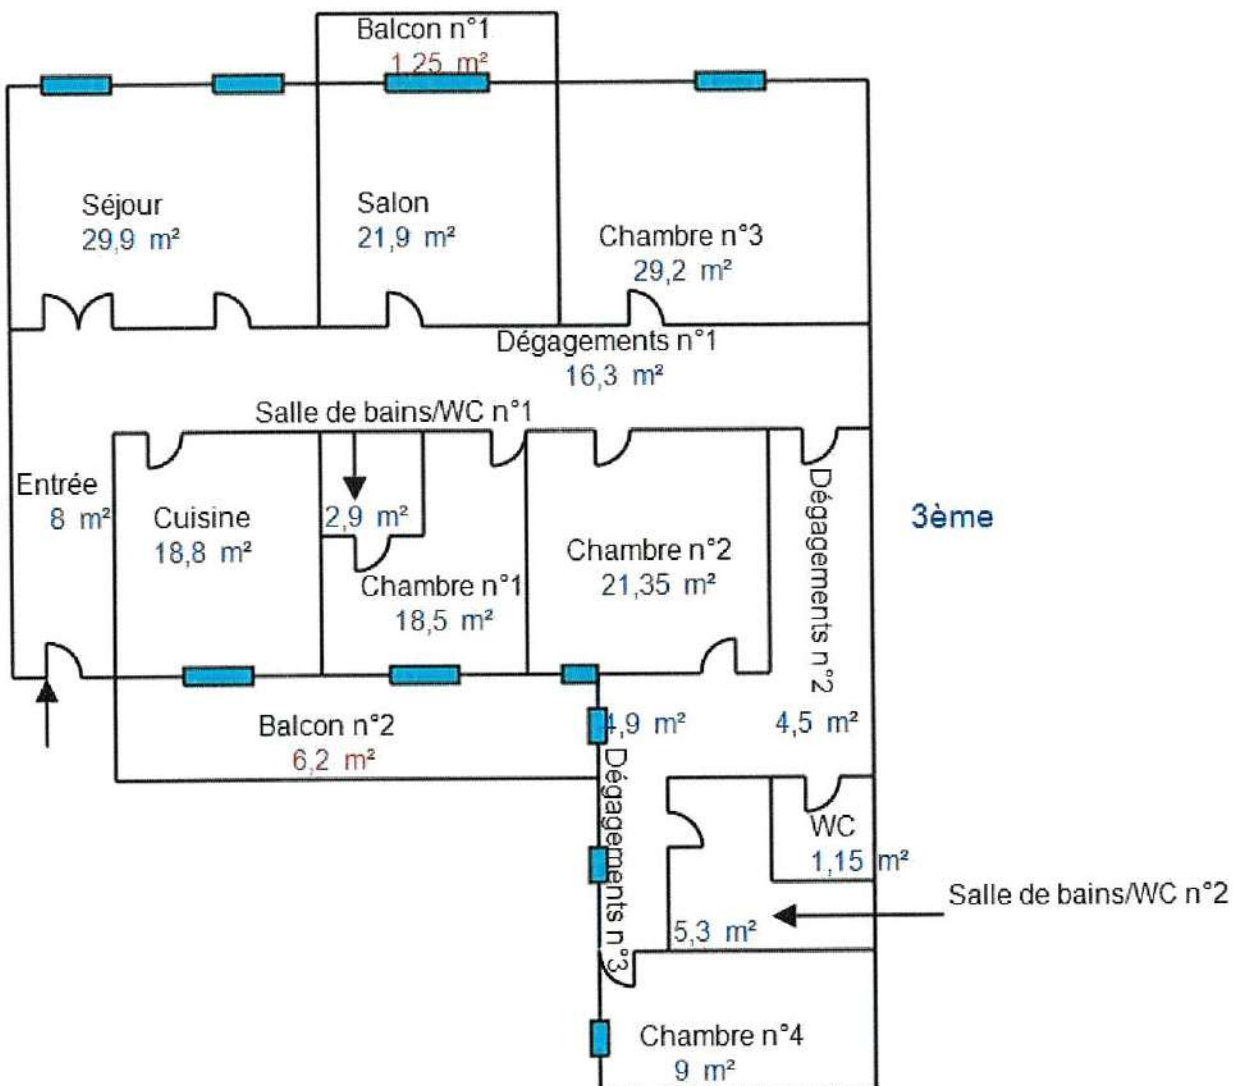 Balcon n°1
1,25 m²
Séjour
29,9 m²
Salon
21,9 m²
Chambre n°3
29,2 m²
Dégagements n°1
16,3 m²
Salle de bains/WC n°1
Entrée
8 m²
Cuisine
18,8 m²
2,9 m²
Chambre n°1
18,5 m²
Chambre n°2
21,35 m²
Dégagements n°2
4,5 m²
3ème
Balcon n°2
6,2 m²
4,9 m²
Dégagements n°3
WC
1,15 m²
Salle de bains/WC n°2
5,3 m²
Chambre n°4
9 m²